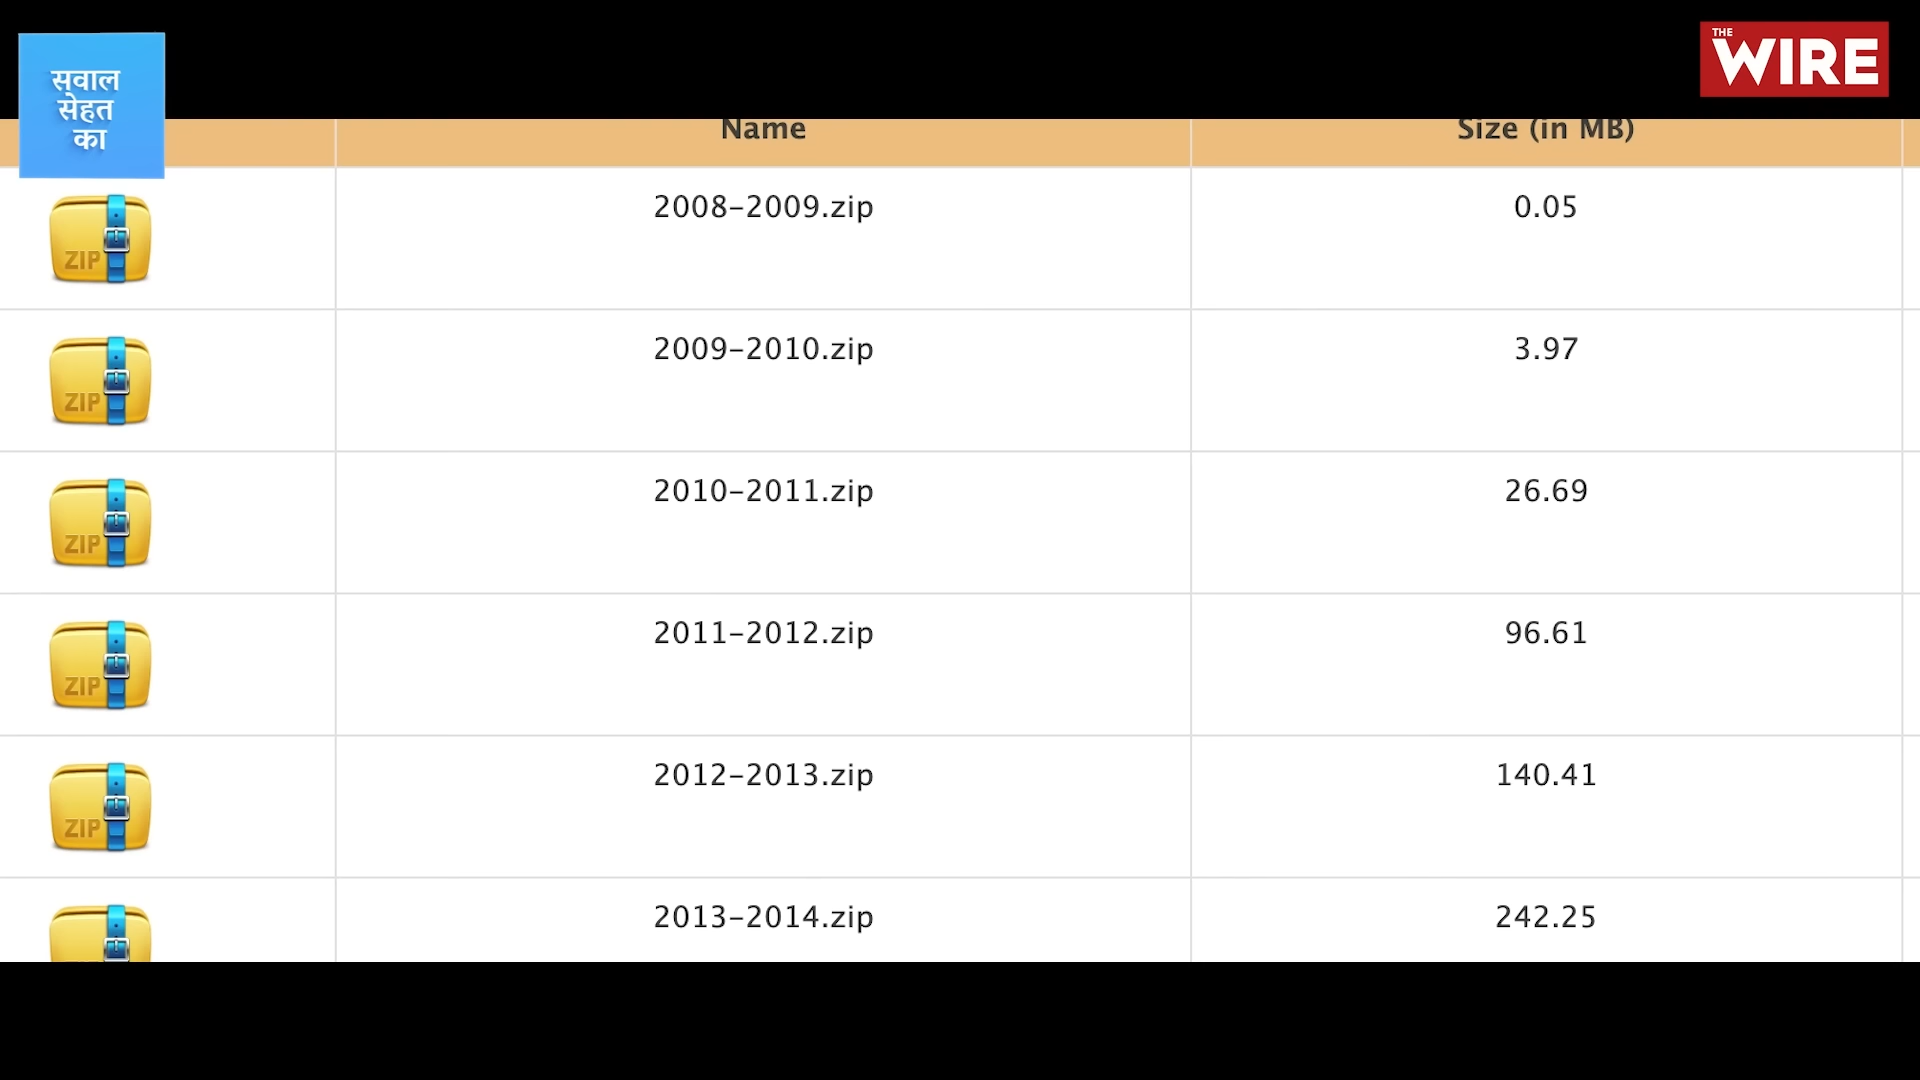 सवाल
सेहत
का
THE
WIRE
Name Size (in MB)
ZIP 2008-2009.zip 0.05
ZIP 2009-2010.zip 3.97
ZIP 2010-2011.zip 26.69
ZIP 2011-2012.zip 96.61
ZIP 2012-2013.zip 140.41
2013-2014.zip 242.25